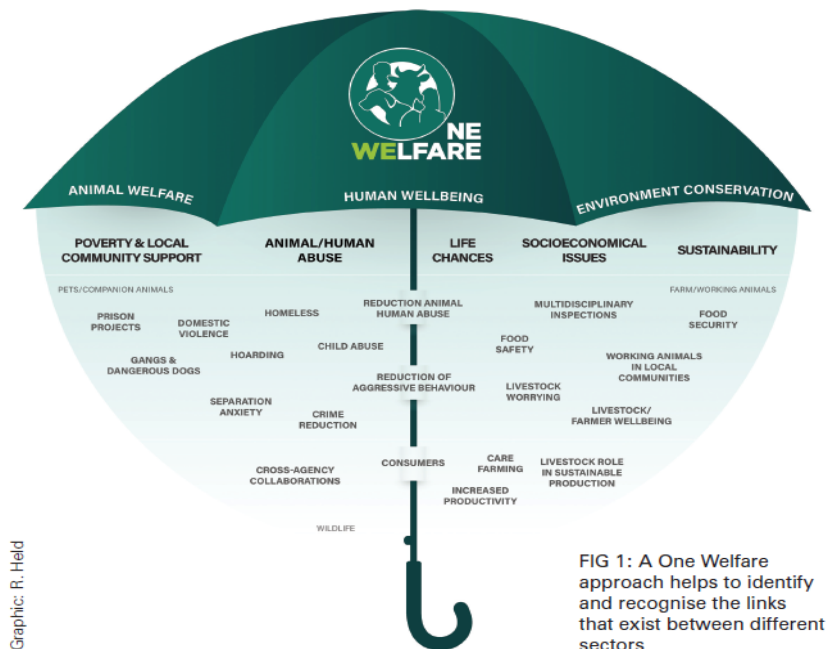 ONE
WELFARE
ANIMAL WELFARE
HUMAN WELLBEING
ENVIRONMENT CONSERVATION
POVERTY & LOCAL
COMMUNITY SUPPORT
ANIMAL/HUMAN
ABUSE
LIFE
CHANCES
SOCIOECONOMICAL
ISSUES
SUSTAINABILITY
PETS/COMPANION ANIMALS
FARM/WORKING ANIMALS
PRISON
PROJECTS
DOMESTIC
VIOLENCE
HOMELESS
REDUCTION ANIMAL
HUMAN ABUSE
MULTIDISCIPLINARY
INSPECTIONS
FOOD
SECURITY
GANGS &
DANGEROUS DOGS
HOARDING
CHILD ABUSE
FOOD
SAFETY
WORKING ANIMALS
IN LOCAL
COMMUNITIES
REDUCTION OF
AGGRESSIVE BEHAVIOUR
LIVESTOCK
WORRYING
SEPARATION
ANXIETY
CRIME
REDUCTION
LIVESTOCK/
FARMER WELLBEING
CROSS-AGENCY
COLLABORATIONS
CONSUMERS
CARE
FARMING
LIVESTOCK ROLE
IN SUSTAINABLE
PRODUCTION
INCREASED
PRODUCTIVITY
WILDLIFE
Graphic: R. Held
FIG 1: A One Welfare
approach helps to identify
and recognise the links
that exist between different
sectors